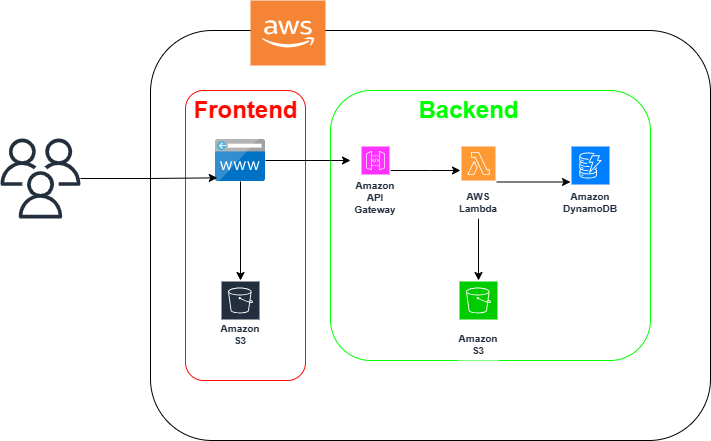 aws
Frontend
Backend
www
Amazon
API
Gateway
AWS
Lambda
Amazon
DynamoDB
Amazon
S3
Amazon
S3